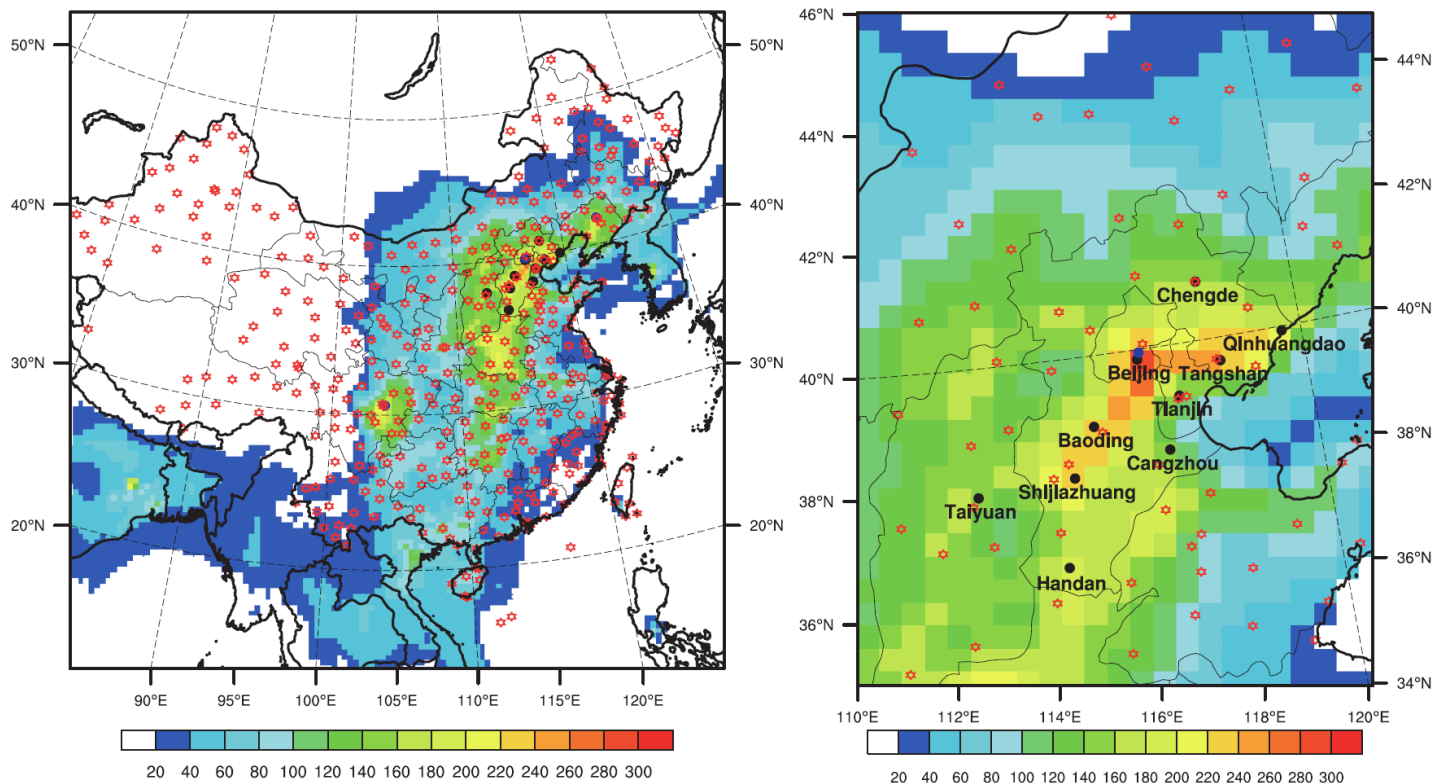 50°N
40°N
30°N
20°N
50°N
40°N
30°N
20°N
90°E 95°E 100°E 105°E 110°E 115°E 120°E
20 40 60 80 100 120 140 160 180 200 220 240 260 280 300
46°N
44°N
42°N
40°N
38°N
36°N
44°N
42°N
40°N
38°N
36°N
34°N
Chengde
QInhuangdao
BeIjIng TangshaN
TIanjIn
BaodIng
Cangzhou
ShIjIazhuang
TaIyuan
Handan
110°E 112°E 114°E 116°E 118°E 120°E
20 40 60 80 100 120 140 160 180 200 220 240 260 280 300